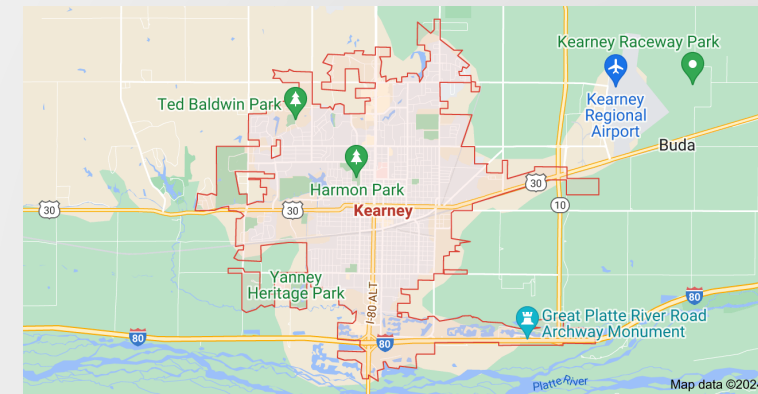 Kearney Raceway Park
Kearney
Regional
Airport
Ted Baldwin Park
Buda
Harmon Park
30
30
30
10
Kearney
Yanney
Heritage Park
I-80 ALT
80
Great Platte River Road
Archway Monument
80
80
Platte River
Map data ©2024